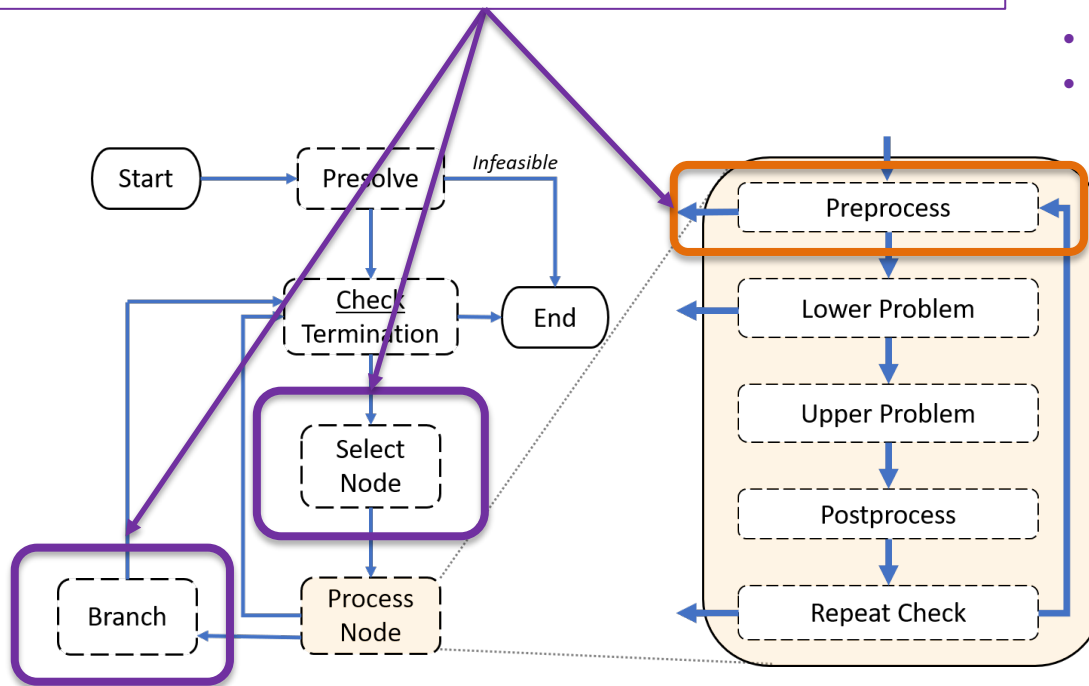 Start
Presolve
Infeasible
Check
Termination
End
Select
Node
Process
Node
Branch
Preprocess
Lower Problem
Upper Problem
Postprocess
Repeat Check